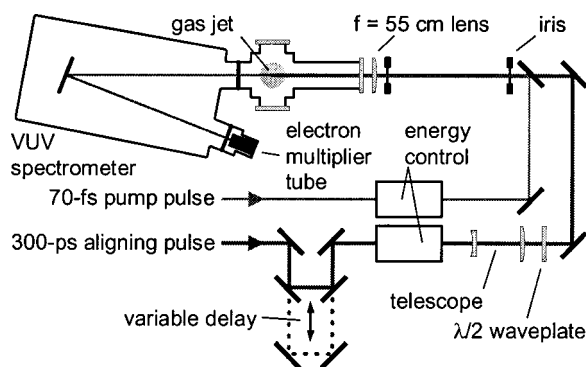 gas jet
f = 55 cm lens
iris
VUV
spectrometer
electron
multiplier
tube
energy
control
70-fs pump pulse
300-ps aligning pulse
telescope
variable delay
λ/2 waveplate